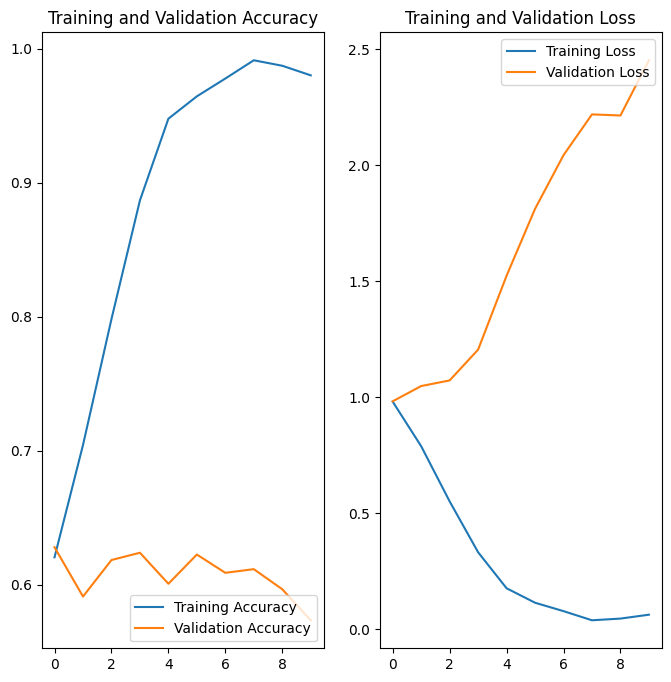 Training and Validation Accuracy
1.0
0.9
0.8
0.7
0.6
Training Accuracy
Validation Accuracy
0 2 4 6 8
Training and Validation Loss
Training Loss
Validation Loss
2.5
2.0
1.5
1.0
0.5
0.0
0 2 4 6 8